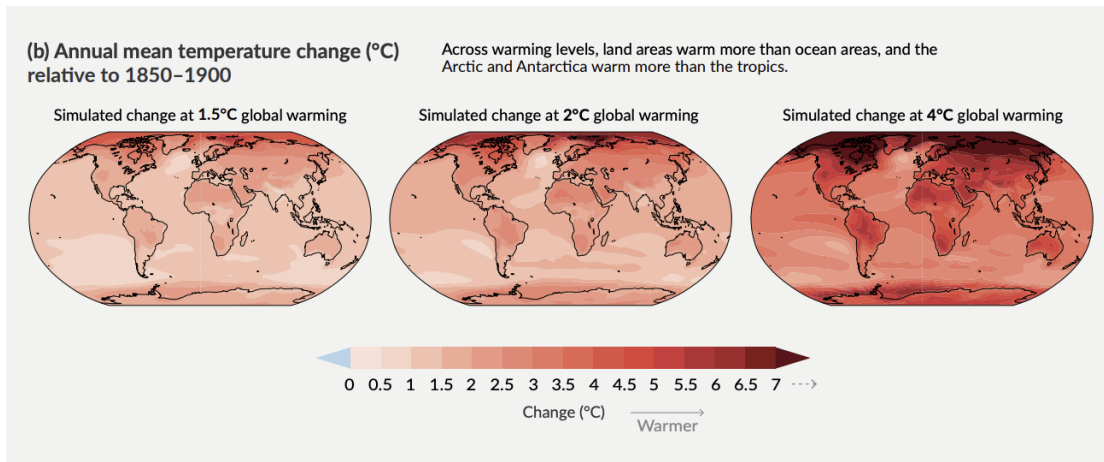 (b) Annual mean temperature change (°C)
relative to 1850–1900
Across warming levels, land areas warm more than ocean areas, and the
Arctic and Antarctica warm more than the tropics.
Simulated change at 1.5°C global warming
Simulated change at 2°C global warming
Simulated change at 4°C global warming
0 0.5 1 1.5 2 2.5 3 3.5 4 4.5 5 5.5 6 6.5 7
Change (°C)
Warmer